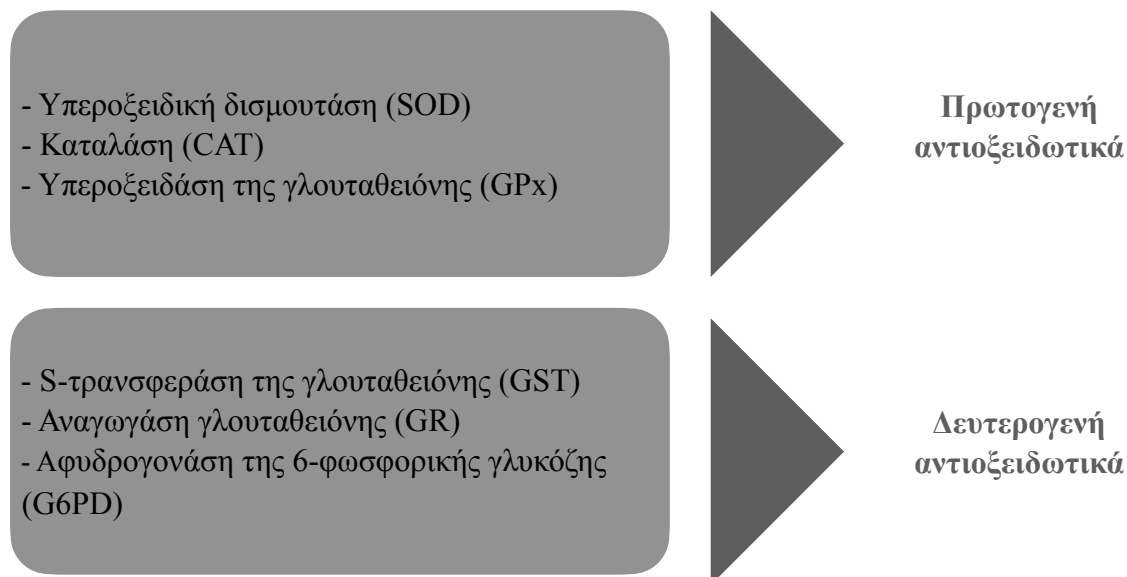 - Υπεροξειδική δισμουτάση (SOD)
- Καταλάση (CAT)
- Υπεροξειδάση της γλουταθειόνης (GPx)
Πρωτογενή
αντιοξειδωτικά
- S-τρανσφεράση της γλουταθειόνης (GST)
- Αναγωγάση γλουταθειόνης (GR)
- Αφυδρογονάση της 6-φωσφορικής γλυκόζης
(G6PD)
Δευτερογενή
αντιοξειδωτικά